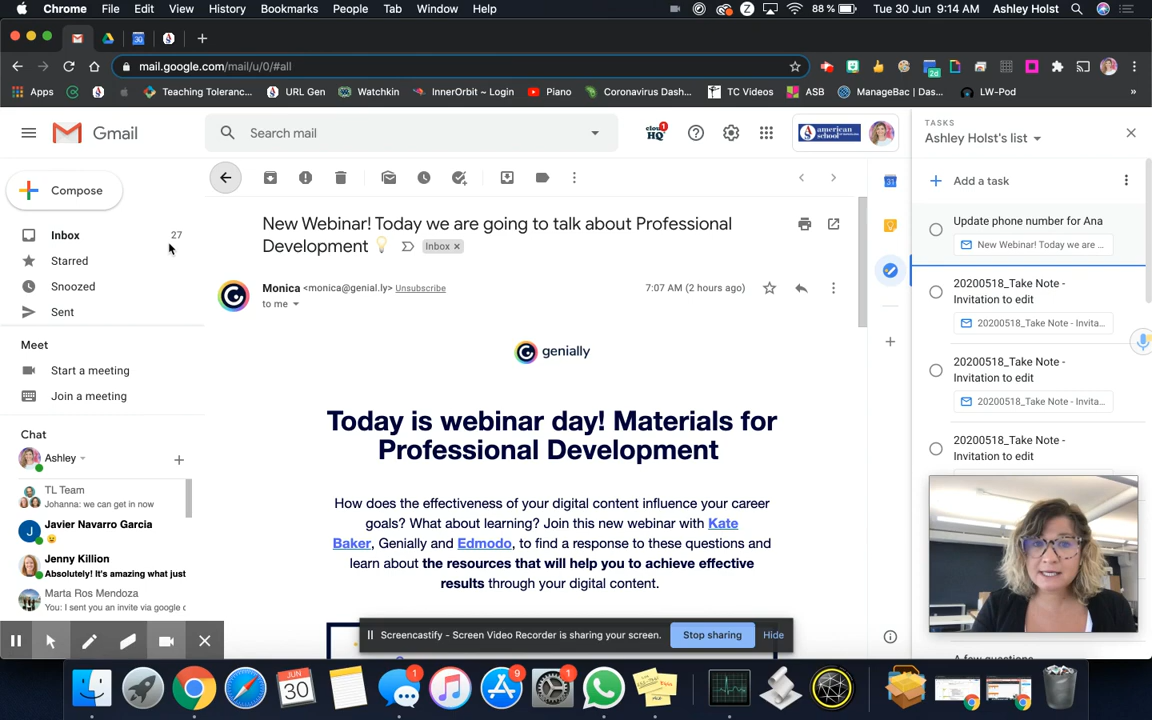 Chrome File Edit View History Bookmarks People Tab Window Help 88 % Tue 30 Jun 9:14 AM Ashley Holst
mail.google.com/mail/u/0/#all
2d
Apps Teaching Toleranc... URL Gen Watchkin InnerOrbit ~ Login Piano Coronavirus Dash... TC Videos ASB ManageBac | Das... LW-Pod »
Gmail
Search mail
cloud HQ 1
american school
TASKS
Ashley Holst's list
Compose
Add a task
Inbox 27
Starred
Snoozed
Sent
Meet
Start a meeting
Join a meeting
Chat
Ashley
TL Team
Johanna: we can get in now
Javier Navarro Garcia
Jenny Killion
Absolutely! It's amazing what just
Marta Ros Mendoza
You: I sent you an invite via google c
New Webinar! Today we are going to talk about Professional
Development Inbox x
Monica <monica@genial.ly> Unsubscribe 7:07 AM (2 hours ago)
to me
genially
Today is webinar day! Materials for
Professional Development
How does the effectiveness of your digital content influence your career
goals? What about learning? Join this new webinar with Kate
Baker, Genially and Edmodo, to find a response to these questions and
learn about the resources that will help you to achieve effective
results through your digital content.
Update phone number for Ana
New Webinar! Today we are ...
20200518_Take Note -
Invitation to edit
20200518_Take Note - Invita...
20200518_Take Note -
Invitation to edit
20200518_Take Note - Invita...
20200518_Take Note -
Invitation to edit
A few questions
Screencastify - Screen Video Recorder is sharing your screen. Stop sharing Hide
JUN
30
1
9
1